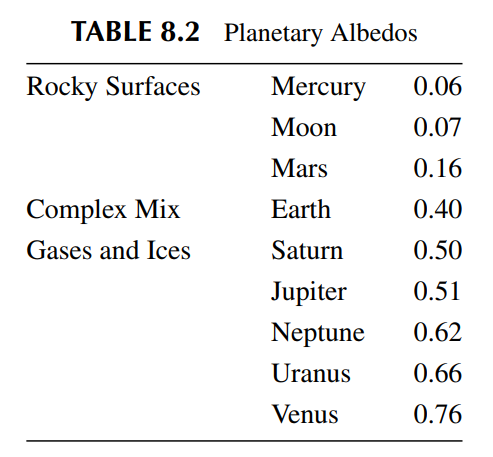 TABLE 8.2 Planetary Albedos
Rocky Surfaces Mercury 0.06
Moon 0.07
Mars 0.16
Complex Mix Earth 0.40
Gases and Ices Saturn 0.50
Jupiter 0.51
Neptune 0.62
Uranus 0.66
Venus 0.76